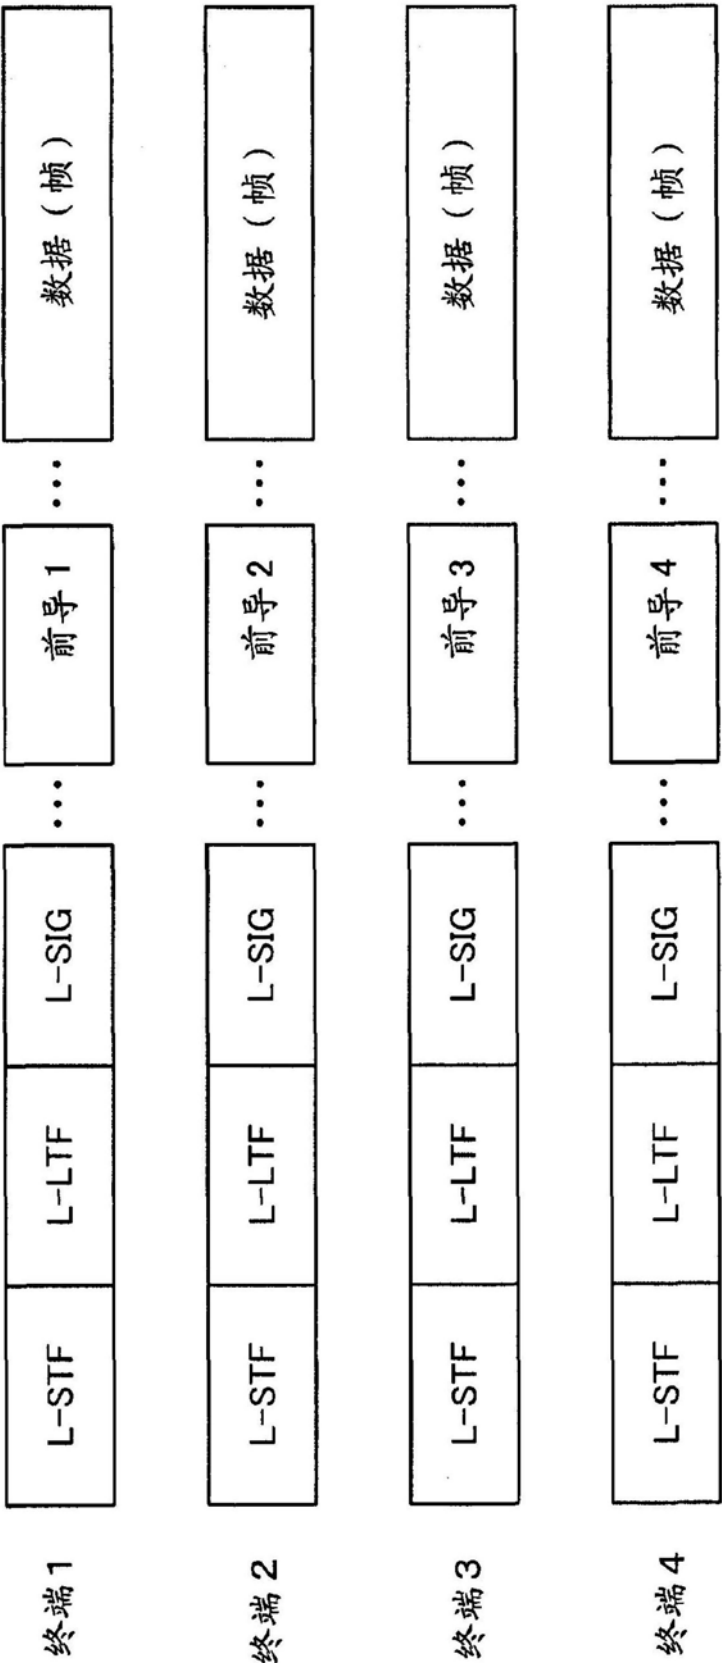 终端1 L-STF L-LTF L-SIG … 前导1 … 数据（帧）
终端2 L-STF L-LTF L-SIG … 前导2 … 数据（帧）
终端3 L-STF L-LTF L-SIG … 前导3 … 数据（帧）
终端4 L-STF L-LTF L-SIG … 前导4 … 数据（帧）